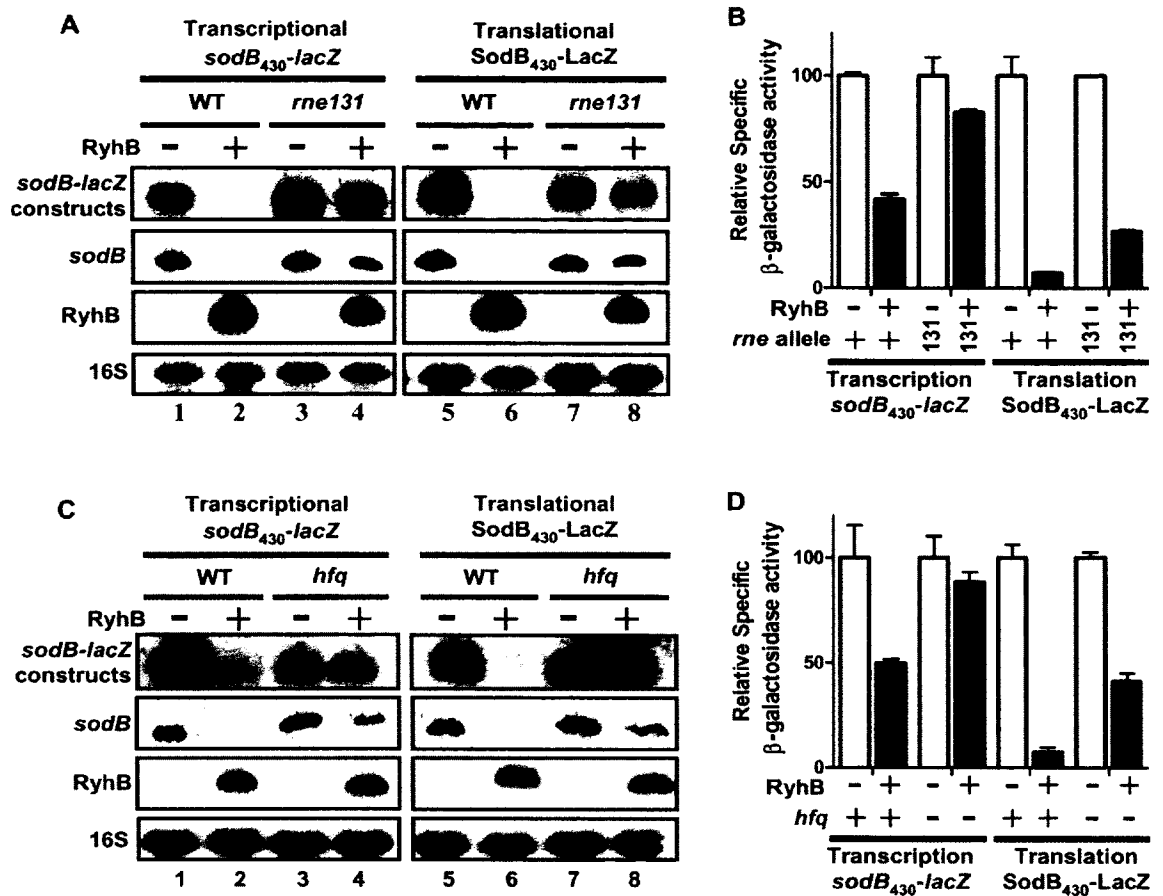 A
Transcriptional Translational
sodB430-lacZ SodB430-LacZ
WT rne131 WT rne131
RyhB - + - + - + - +
sodB-lacZ
constructs
sodB
RyhB
16S
1 2 3 4 5 6 7 8
B
Relative Specific
β-galactosidase activity
100
50
0
RyhB - + - + - + - +
rne allele + + 131 131 + + 131 131
Transcription Translation
sodB430-lacZ SodB430-LacZ
C
Transcriptional Translational
sodB430-lacZ SodB430-LacZ
WT hfq WT hfq
RyhB - + - + - + - +
sodB-lacZ
constructs
sodB
RyhB
16S
1 2 3 4 5 6 7 8
D
Relative Specific
β-galactosidase activity
100
50
0
RyhB - + - + - + - +
hfq + + - - + + - -
Transcription Translation
sodB430-lacZ SodB430-LacZ